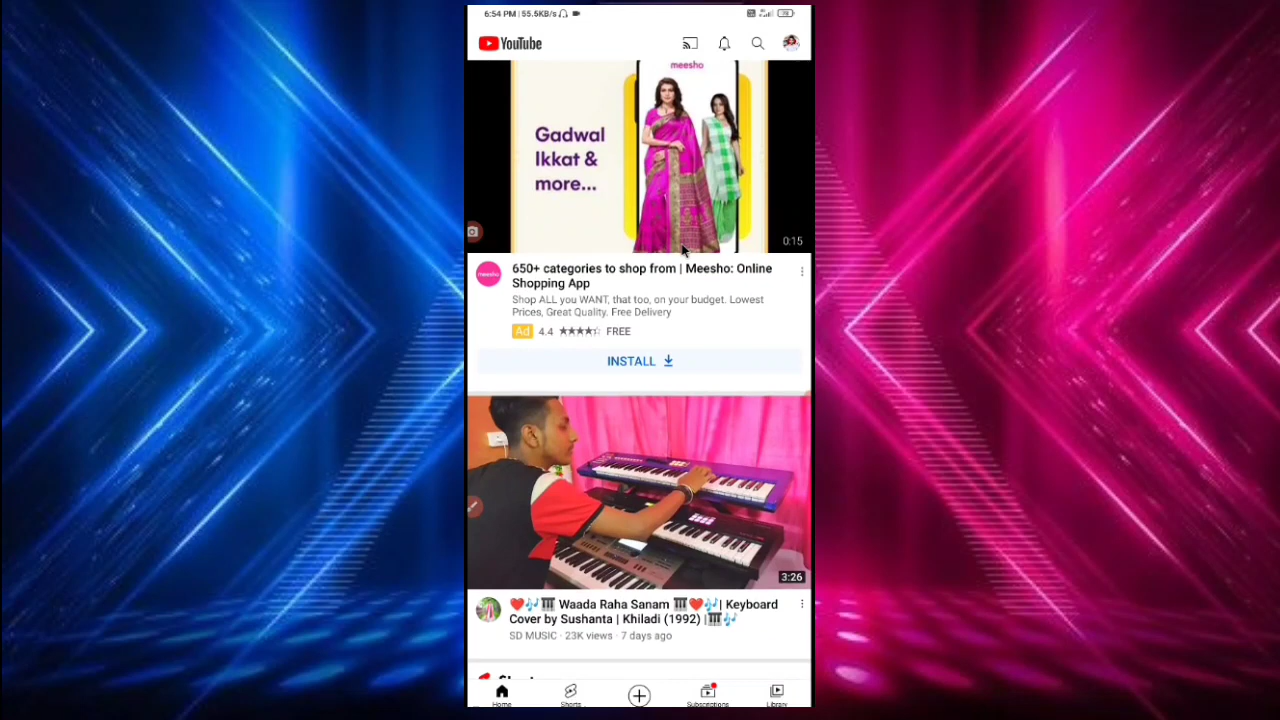 6:54 PM | 55.5KB/s
YouTube
meesho
Gadwal
Ikkat &
more...
0:15
meesho
650+ categories to shop from | Meesho: Online
Shopping App
Shop ALL you WANT, that too, on your budget. Lowest
Prices, Great Quality. Free Delivery
Ad 4.4 ★★★★☆ FREE
INSTALL
3:26
❤️🎶🎹 Waada Raha Sanam 🎹❤️🎶| Keyboard
Cover by Sushanta | Khiladi (1992) |🎹🎶
SD MUSIC · 23K views · 7 days ago
Home Shorts Subscriptions Library